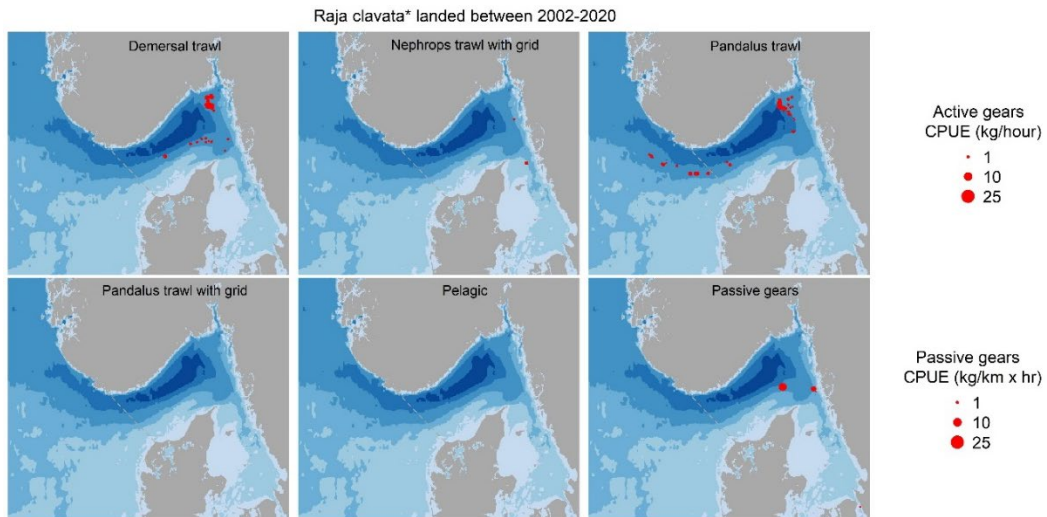 Raja clavata* landed between 2002-2020
Demersal trawl
Nephrops trawl with grid
Pandalus trawl
Active gears
CPUE (kg/hour)
1
10
25
Pandalus trawl with grid
Pelagic
Passive gears
Passive gears
CPUE (kg/km x hr)
1
10
25